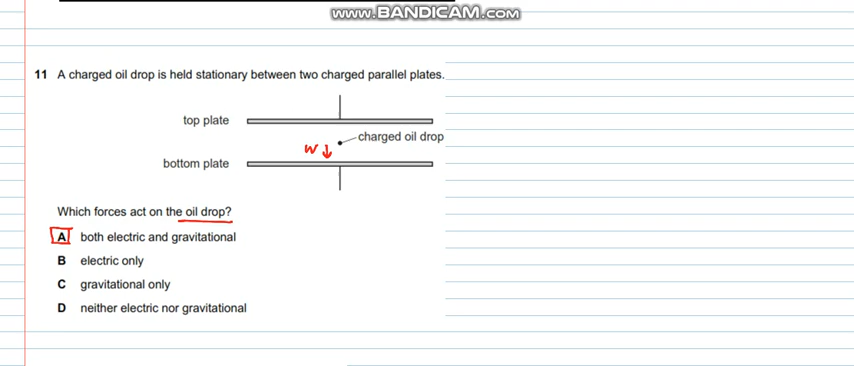 www.BANDICAM.com
11 A charged oil drop is held stationary between two charged parallel plates.
top plate
charged oil drop
W
bottom plate
Which forces act on the oil drop?
A both electric and gravitational
B electric only
C gravitational only
D neither electric nor gravitational